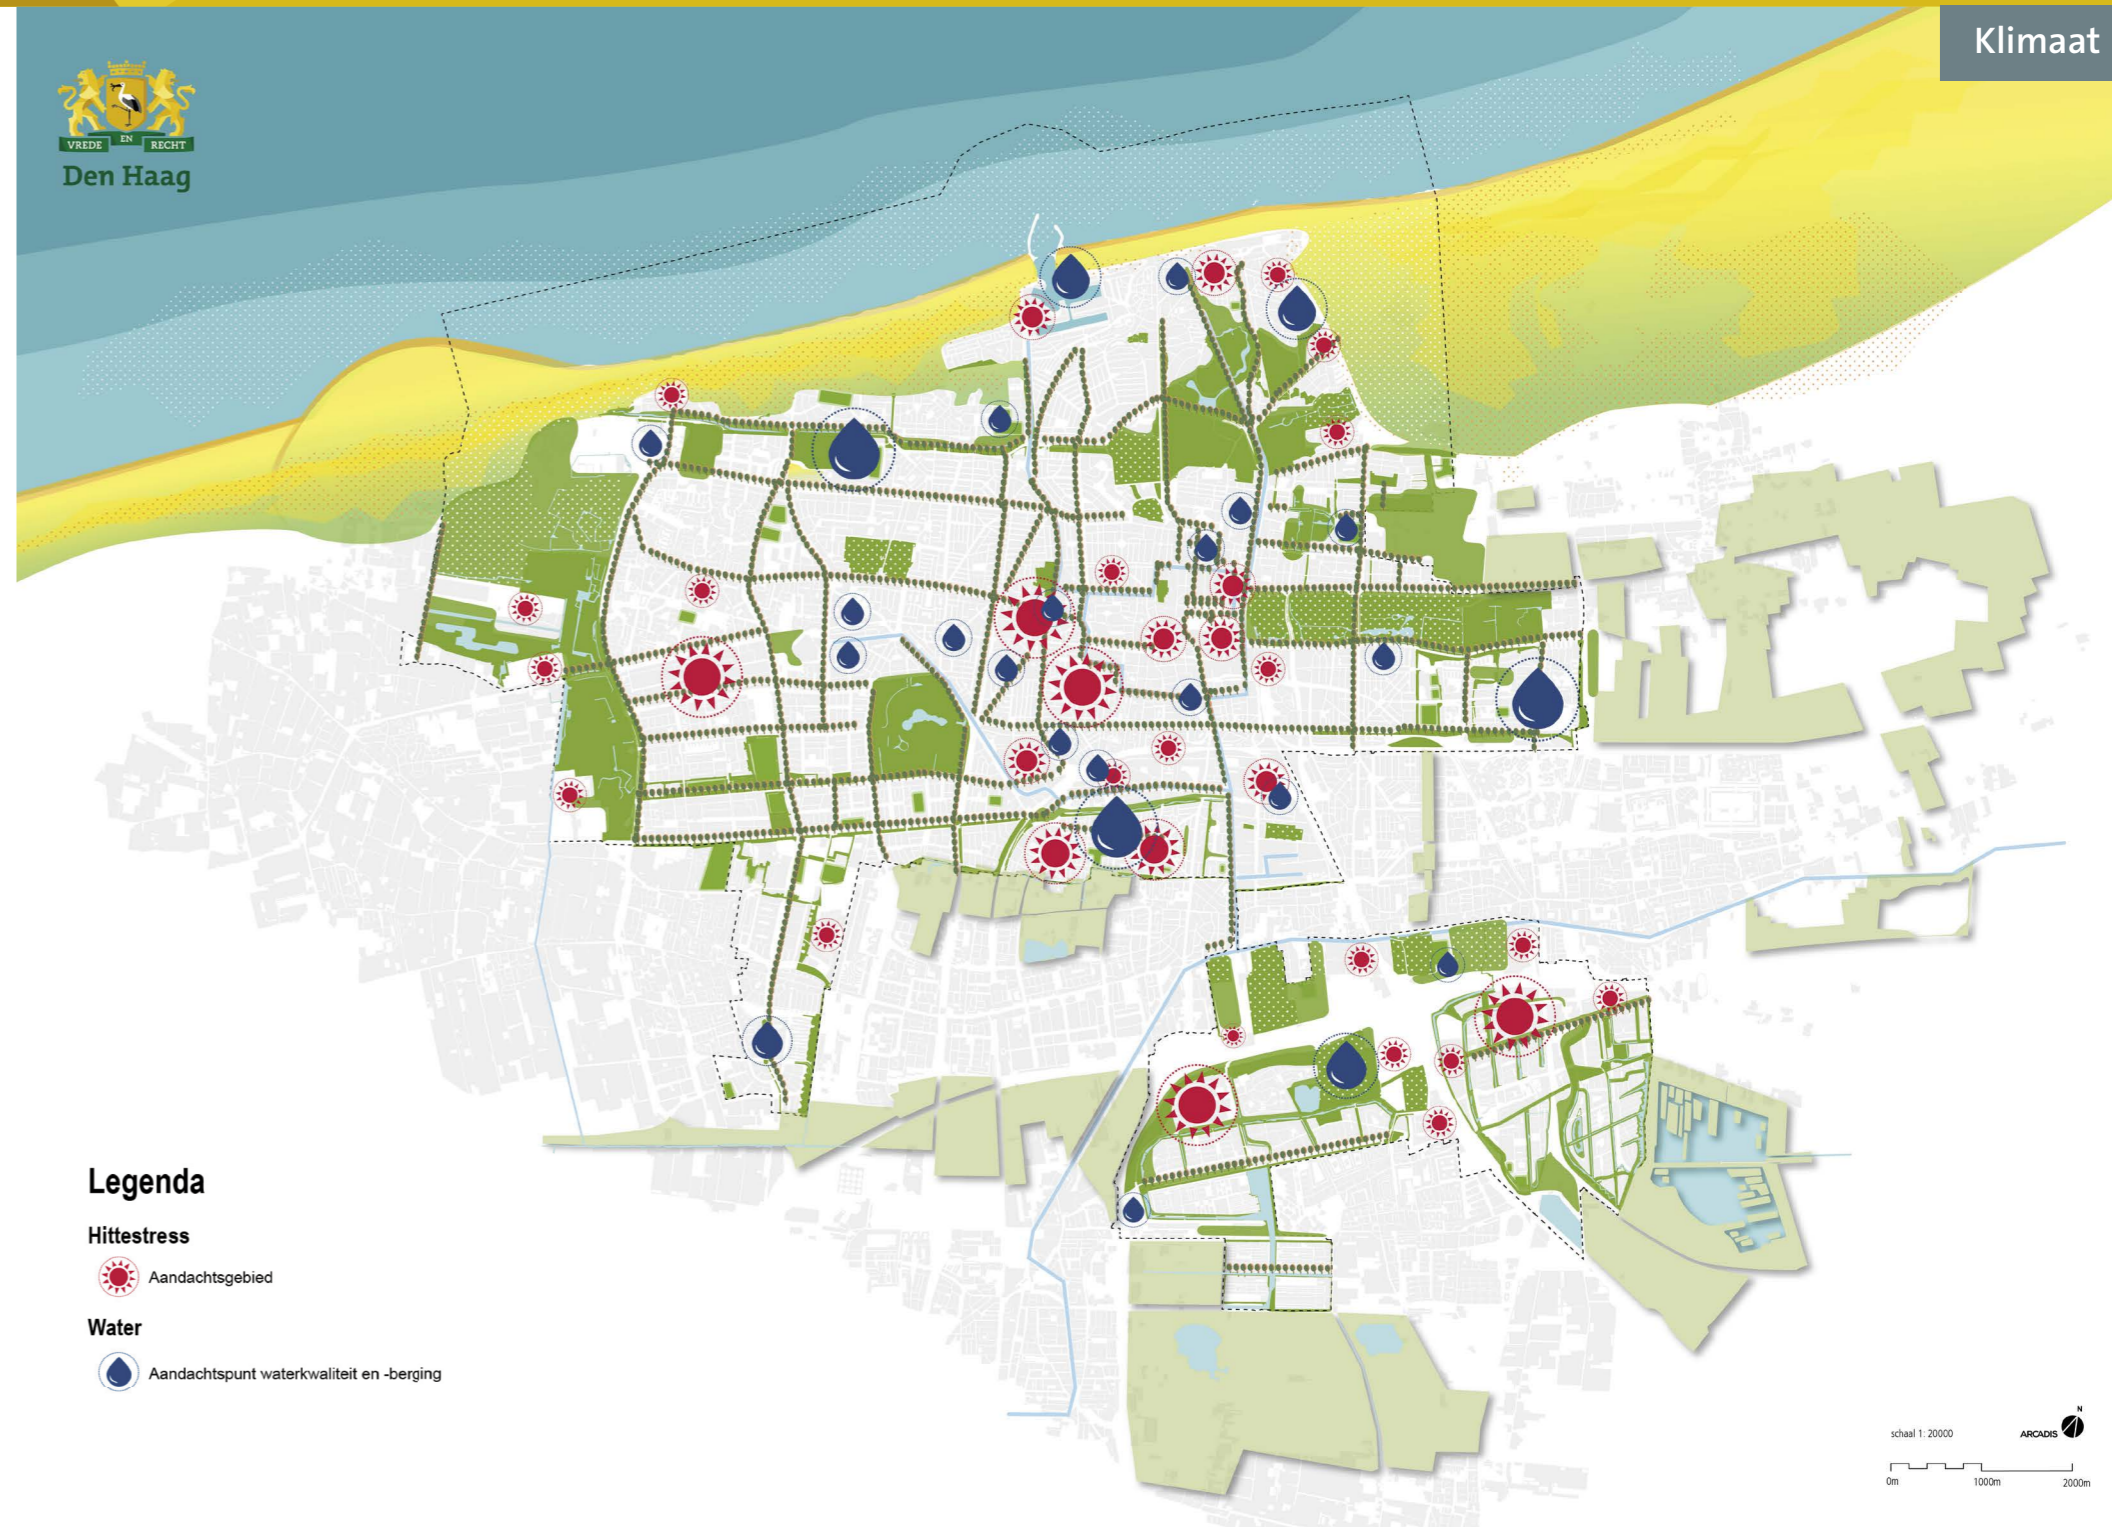 Klimaat
VREDE EN RECHT
Den Haag
Legenda
Hittestress
Aandachtsgebied
Water
Aandachtspunt waterkwaliteit en -berging
N
schaal 1: 20000
ARCADIS
0m 1000m 2000m